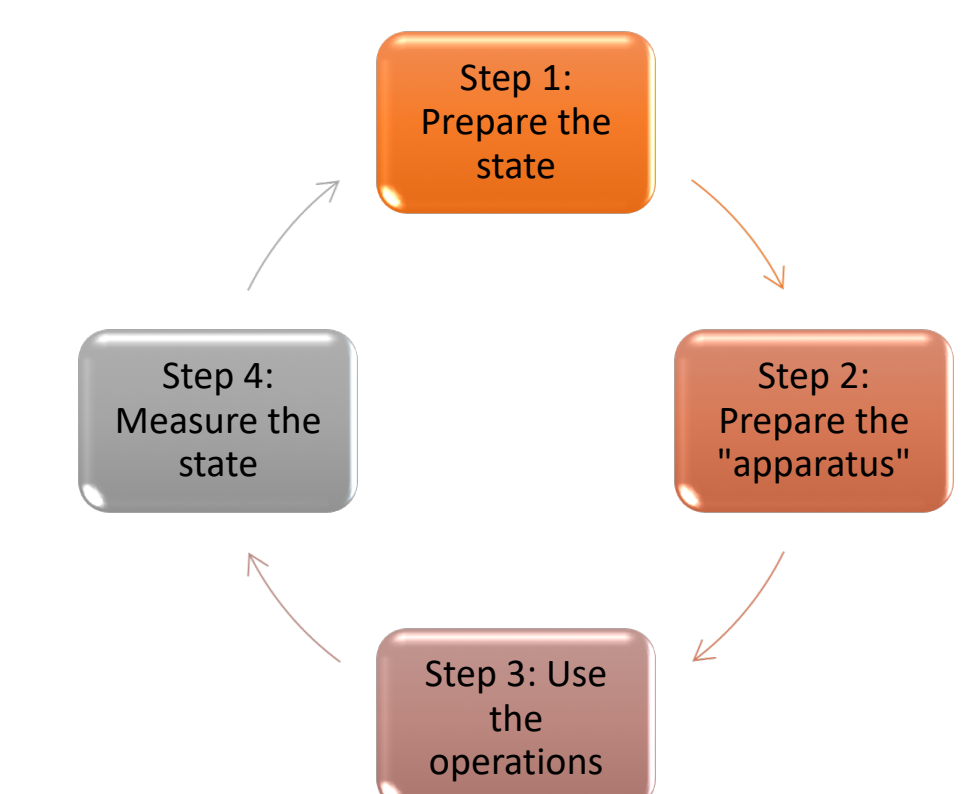 Step 1:
Prepare the
state
Step 2:
Prepare the
"apparatus"
Step 3: Use
the
operations
Step 4:
Measure the
state